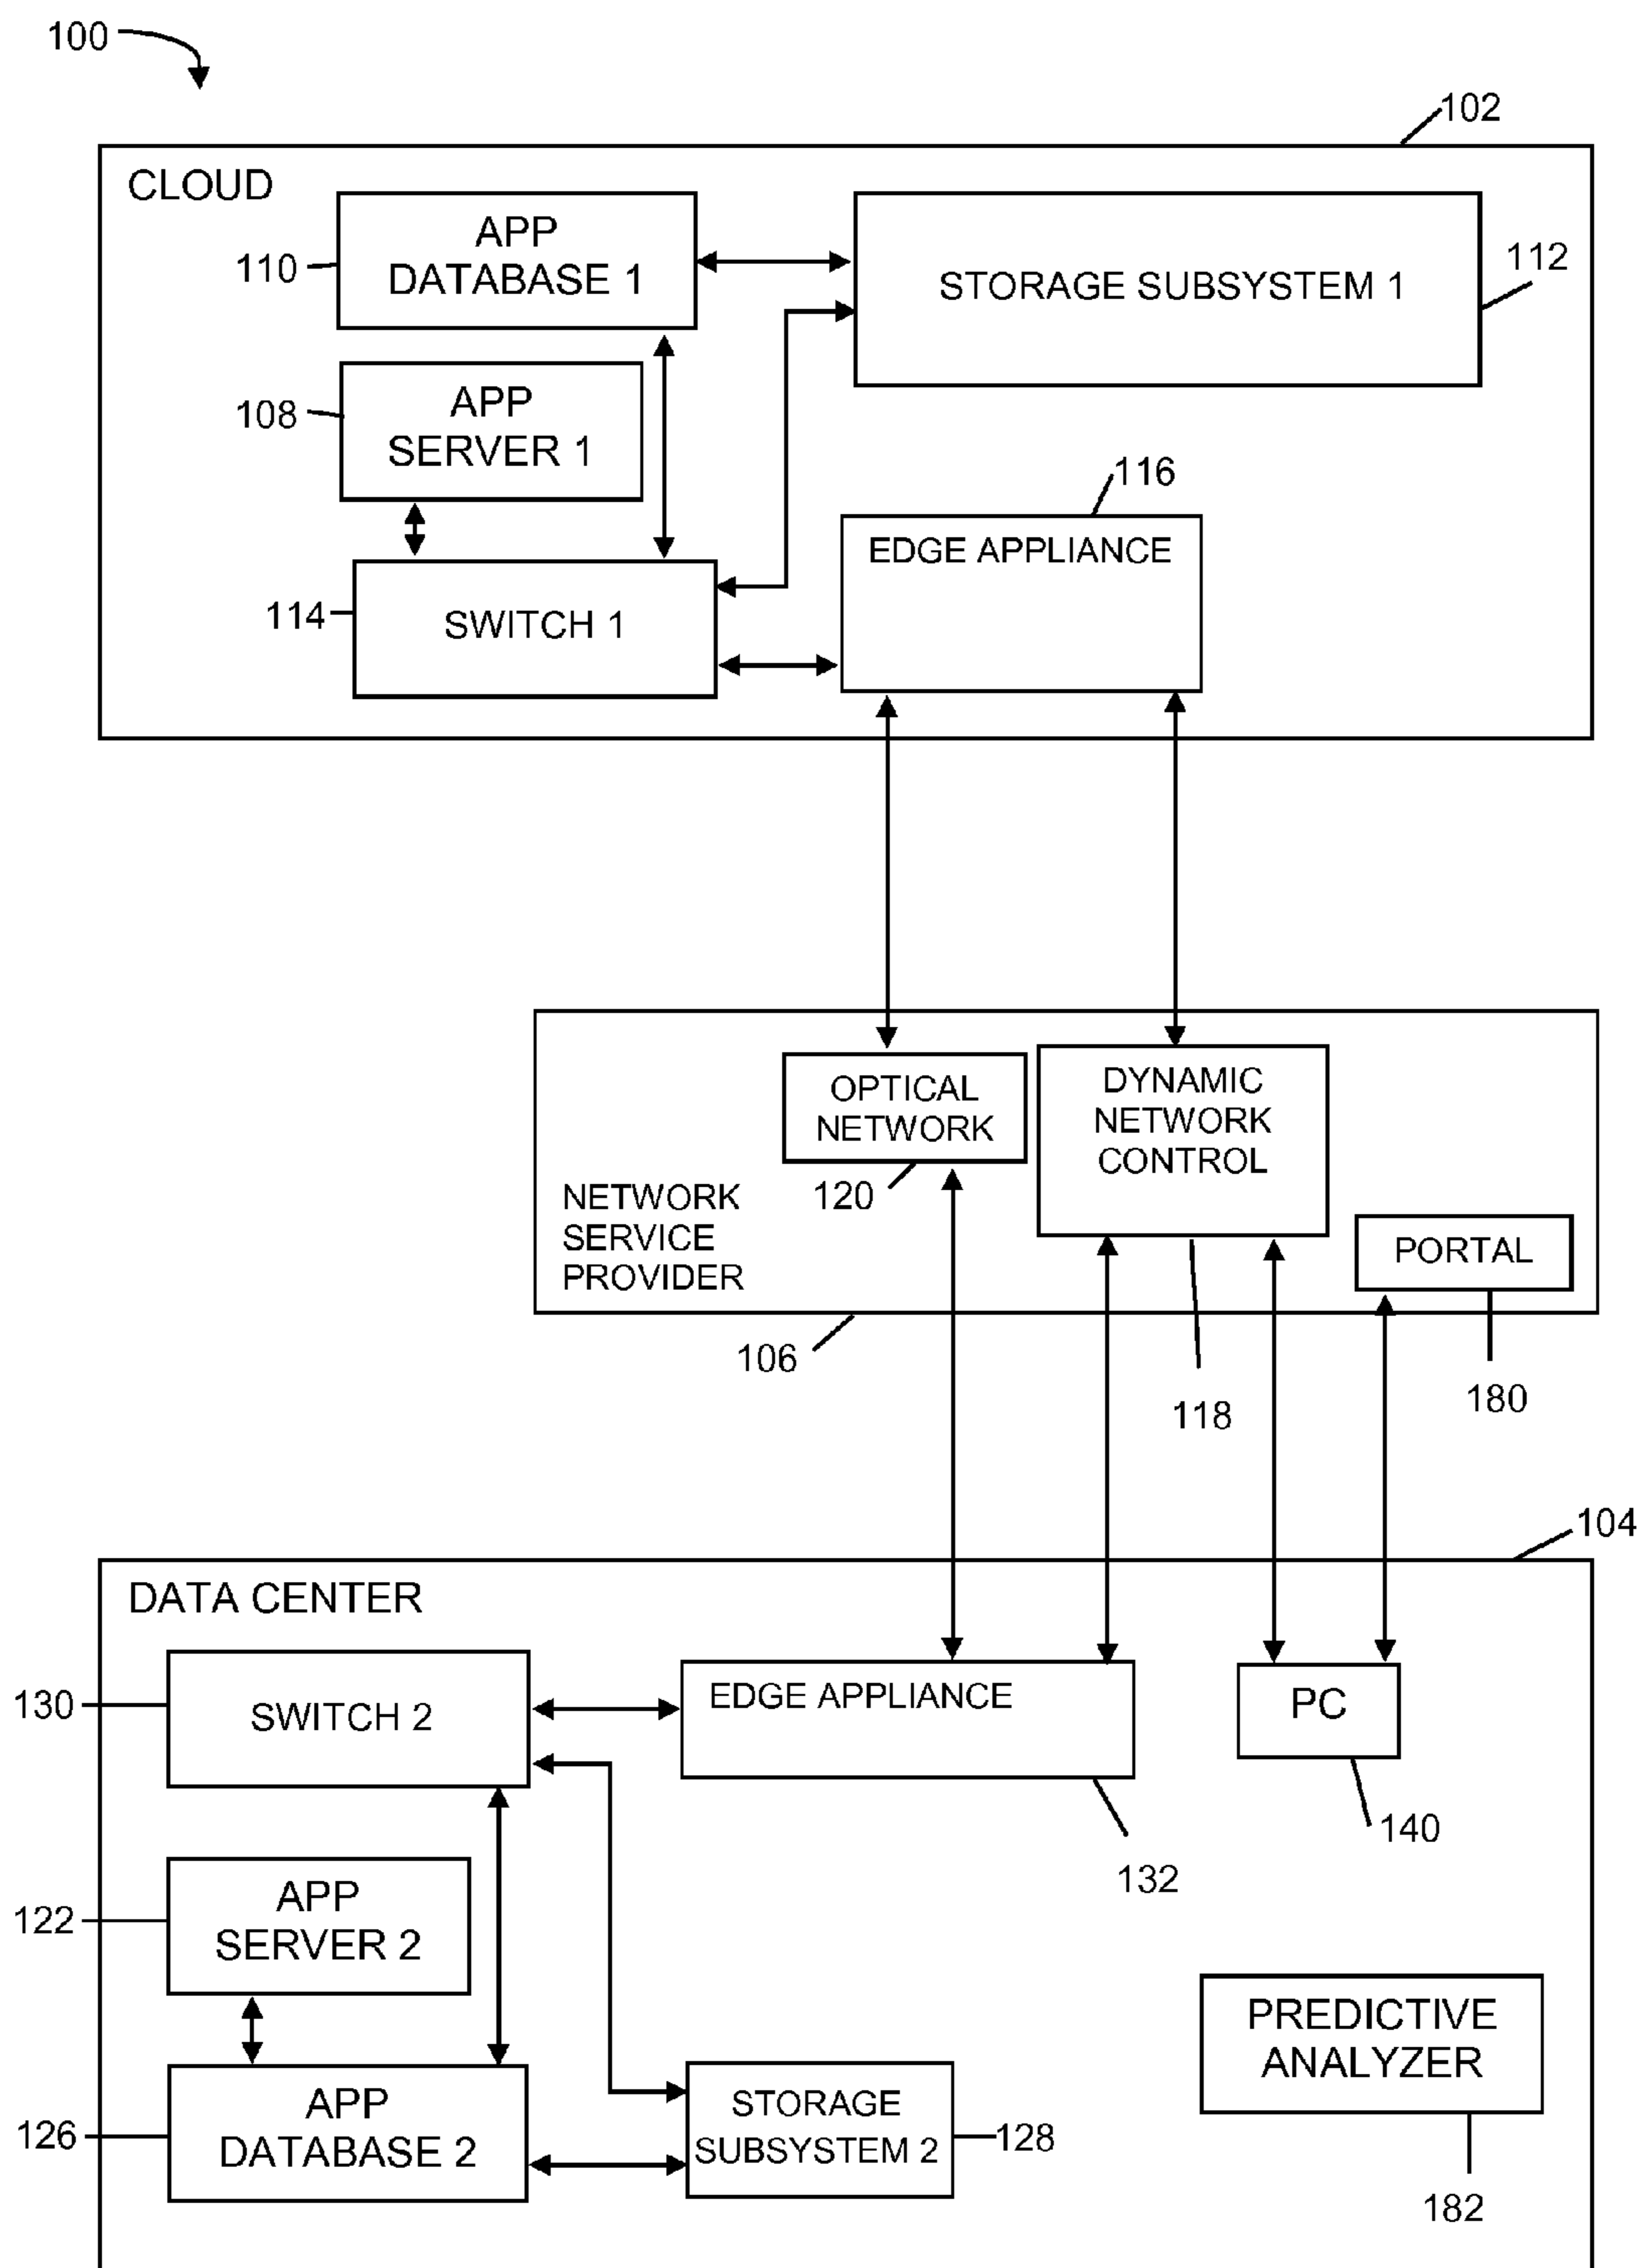 100
102
CLOUD
APP
DATABASE 1
110
STORAGE SUBSYSTEM 1
112
APP
SERVER 1
108
116
EDGE APPLIANCE
SWITCH 1
114
OPTICAL
NETWORK
120
DYNAMIC
NETWORK
CONTROL
NETWORK
SERVICE
PROVIDER
PORTAL
106
118
180
104
DATA CENTER
130
SWITCH 2
EDGE APPLIANCE
PC
140
132
122
APP
SERVER 2
PREDICTIVE
ANALYZER
126
APP
DATABASE 2
STORAGE
SUBSYSTEM 2
128
182